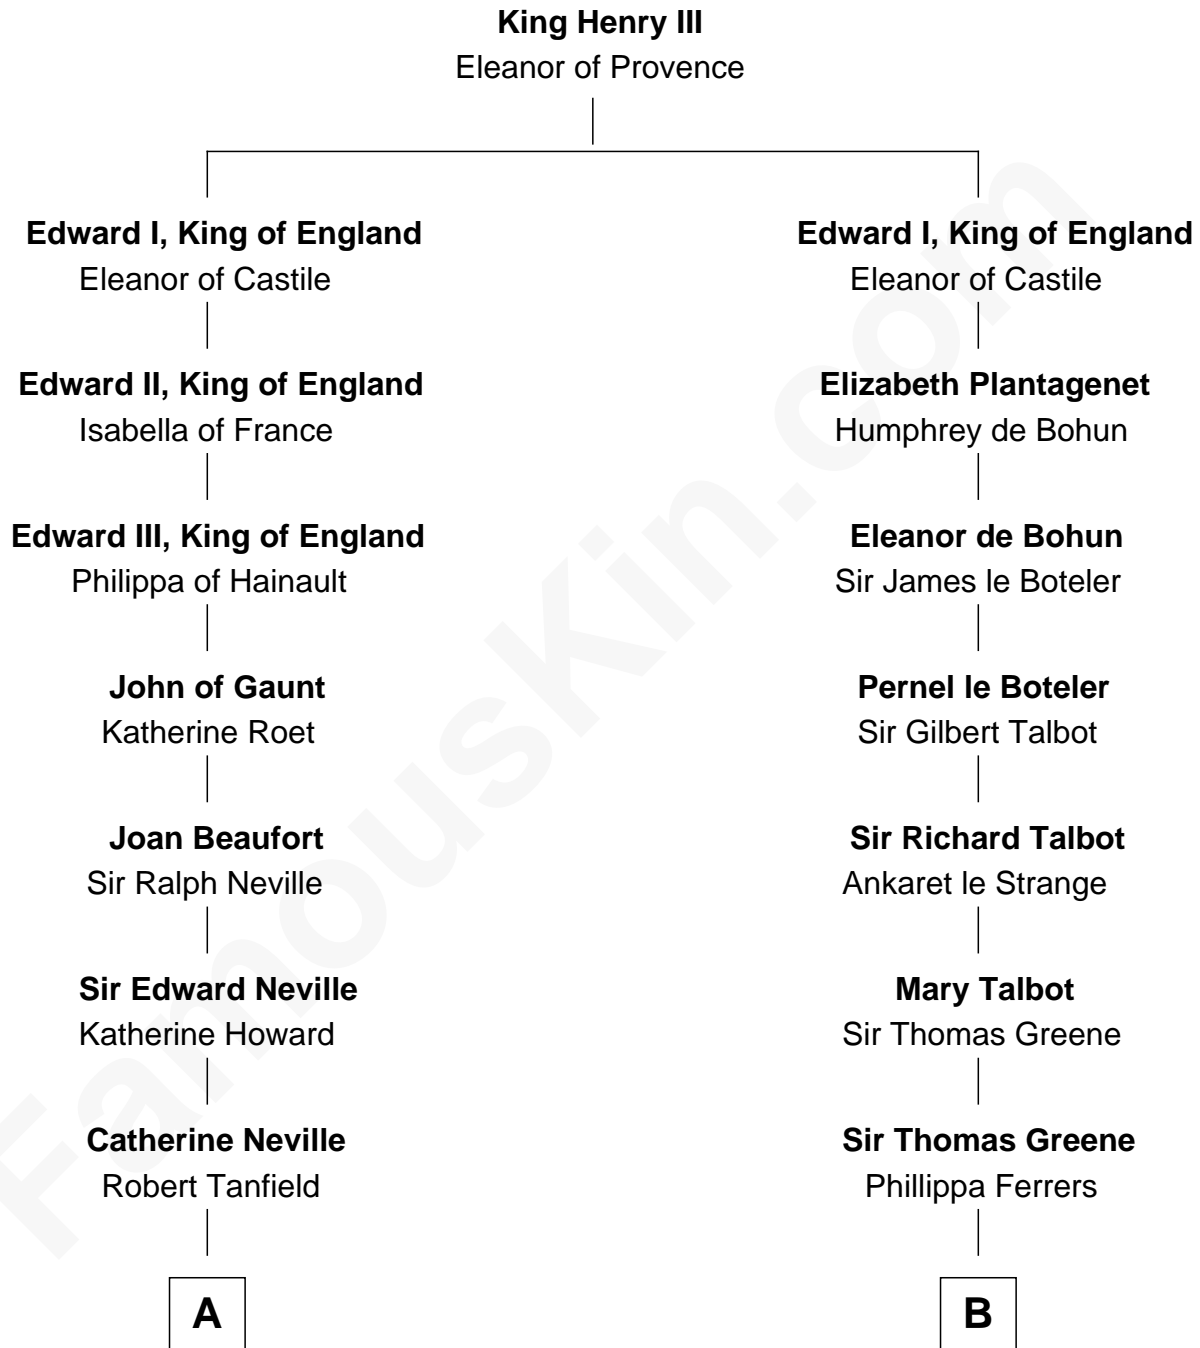 King Henry III
Eleanor of Provence
Edward I, King of England
Eleanor of Castile
Edward II, King of England
Isabella of France
Edward III, King of England
Philippa of Hainault
John of Gaunt
Katherine Roet
Joan Beaufort
Sir Ralph Neville
Sir Edward Neville
Katherine Howard
Catherine Neville
Robert Tanfield
A
Edward I, King of England
Eleanor of Castile
Elizabeth Plantagenet
Humphrey de Bohun
Eleanor de Bohun
Sir James le Boteler
Pernel le Boteler
Sir Gilbert Talbot
Sir Richard Talbot
Ankaret le Strange
Mary Talbot
Sir Thomas Greene
Sir Thomas Greene
Phillippa Ferrers
B
FamousKin.com